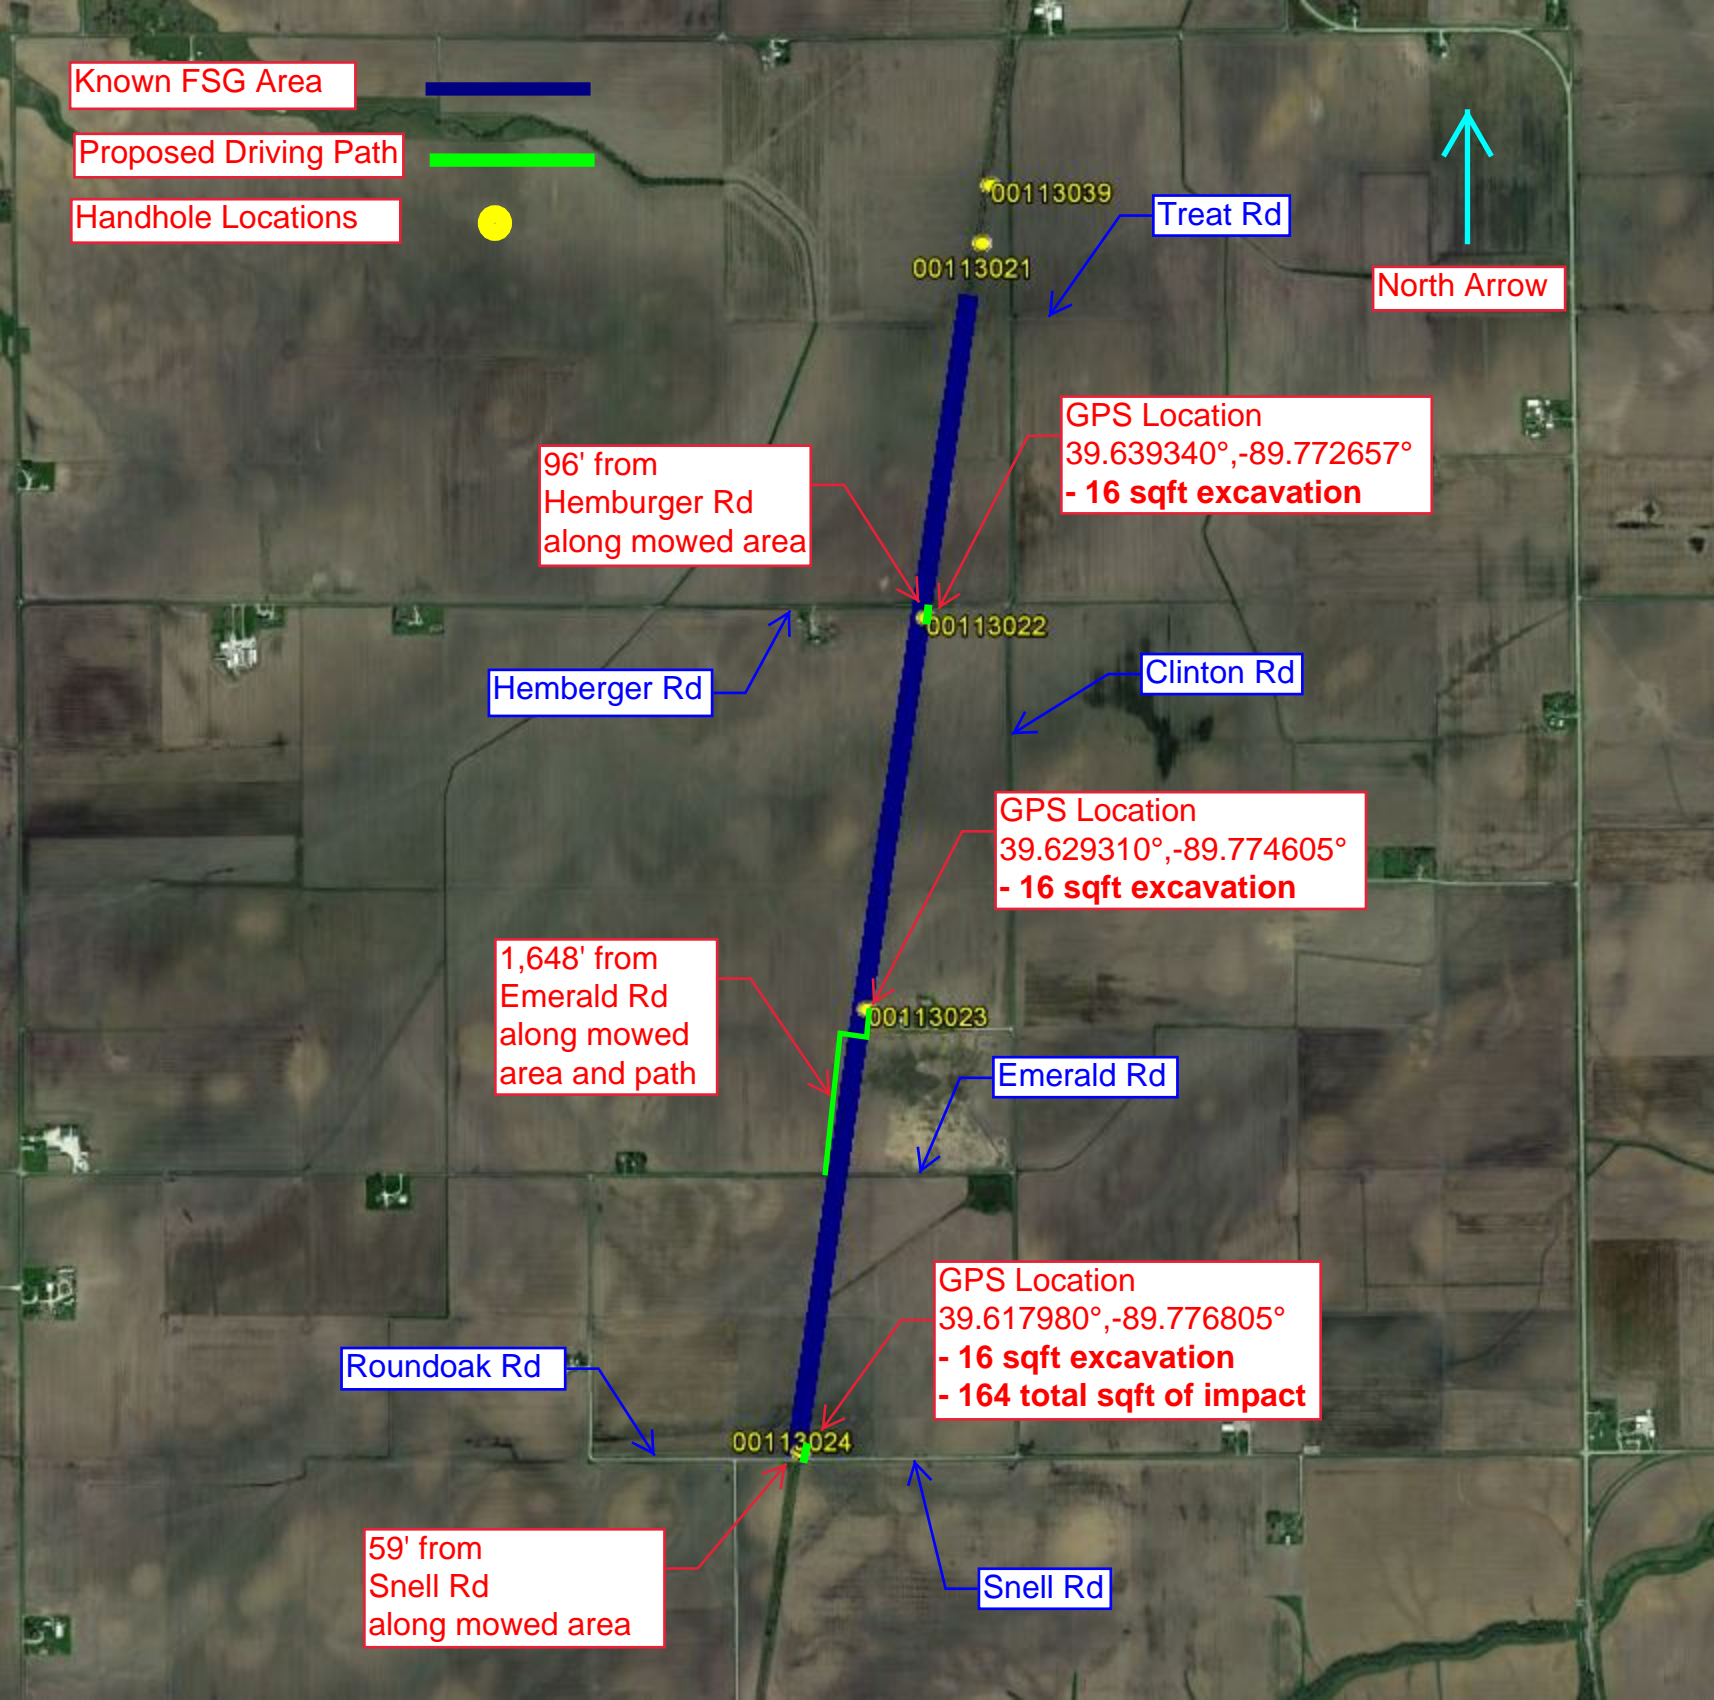 Known FSG Area
Proposed Driving Path
Handhole Locations
00113039
Treat Rd
00113021
North Arrow
GPS Location
39.639340°,-89.772657°
- 16 sqft excavation
96' from
Hemburger Rd
along mowed area
00113022
Hemberger Rd
Clinton Rd
GPS Location
39.629310°,-89.774605°
- 16 sqft excavation
1,648' from
Emerald Rd
along mowed
area and path
00113023
Emerald Rd
GPS Location
39.617980°,-89.776805°
- 16 sqft excavation
- 164 total sqft of impact
Roundoak Rd
00113024
59' from
Snell Rd
along mowed area
Snell Rd